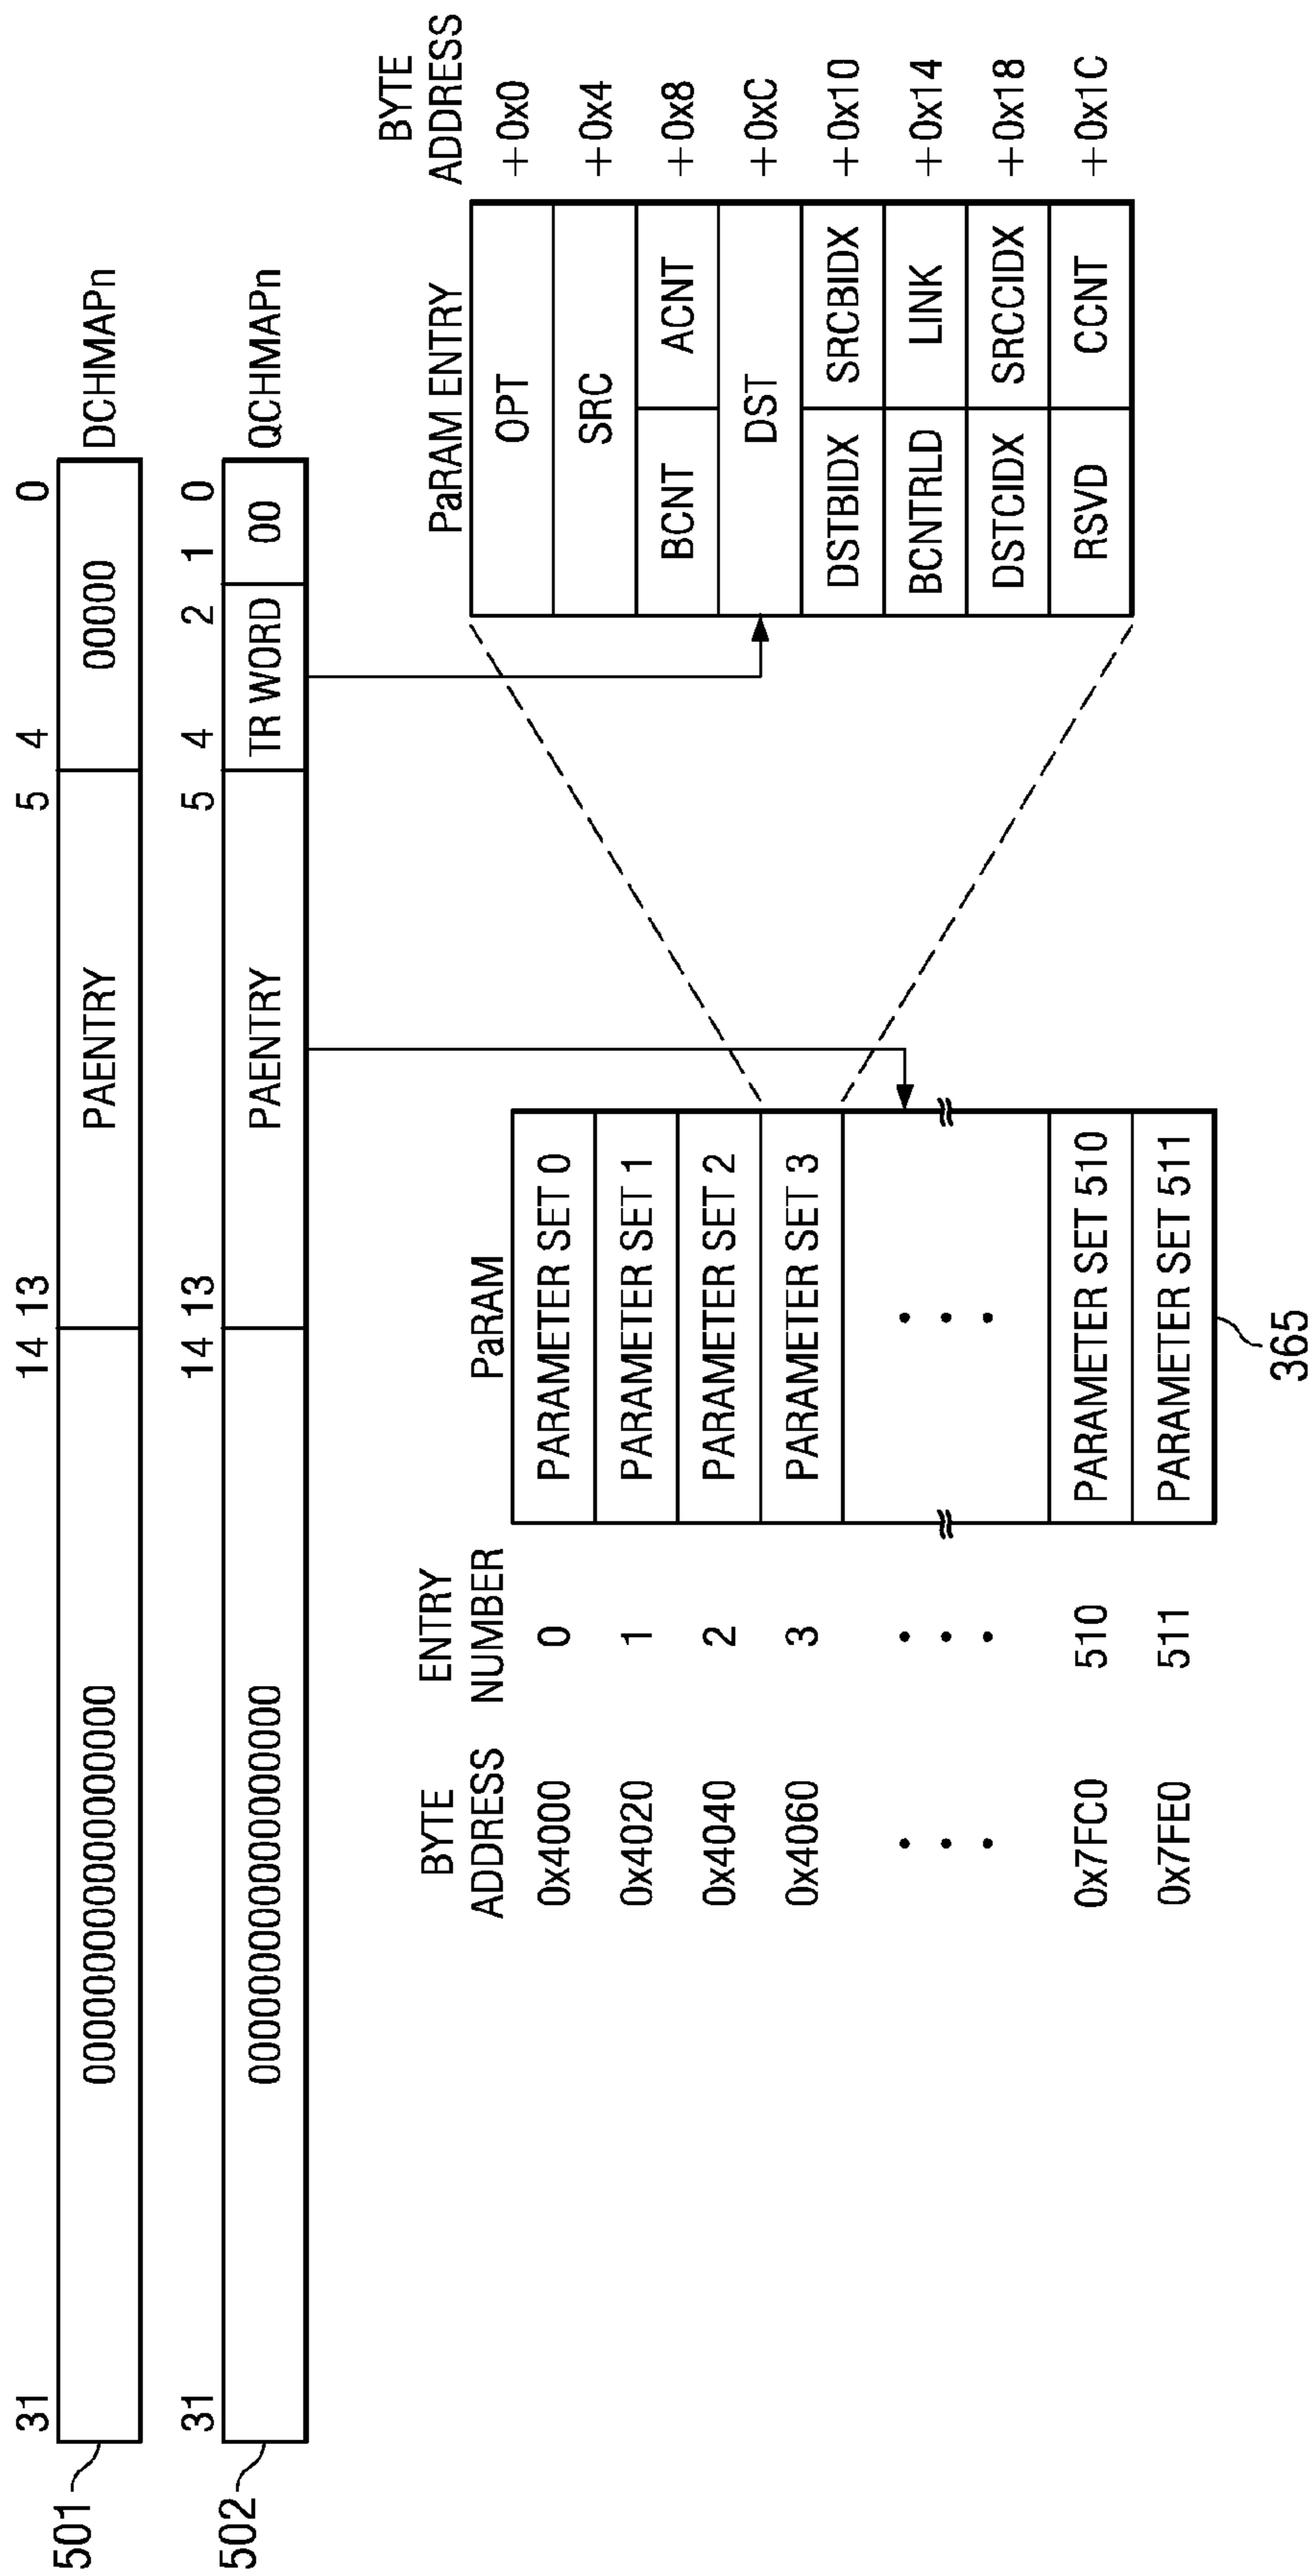 31 14 13 5 4 0
501 000000000000000000 PAENTRY 00000 DCHMAPn
31 14 13 5 4 2 1 0
502 000000000000000000 PAENTRY TR WORD 00 QCHMAPn
BYTE ADDRESS
ENTRY NUMBER
PaRAM
0x4000 0 PARAMETER SET 0
0x4020 1 PARAMETER SET 1
0x4040 2 PARAMETER SET 2
0x4060 3 PARAMETER SET 3
0x7FC0 510 PARAMETER SET 510
0x7FE0 511 PARAMETER SET 511
365
PaRAM ENTRY
BYTE ADDRESS
OPT +0x0
SRC +0x4
BCNT ACNT +0x8
DST +0xC
DSTBIDX SRCBIDX +0x10
BCNTRLD LINK +0x14
DSTCIDX SRCCIDX +0x18
RSVD CCNT +0x1C